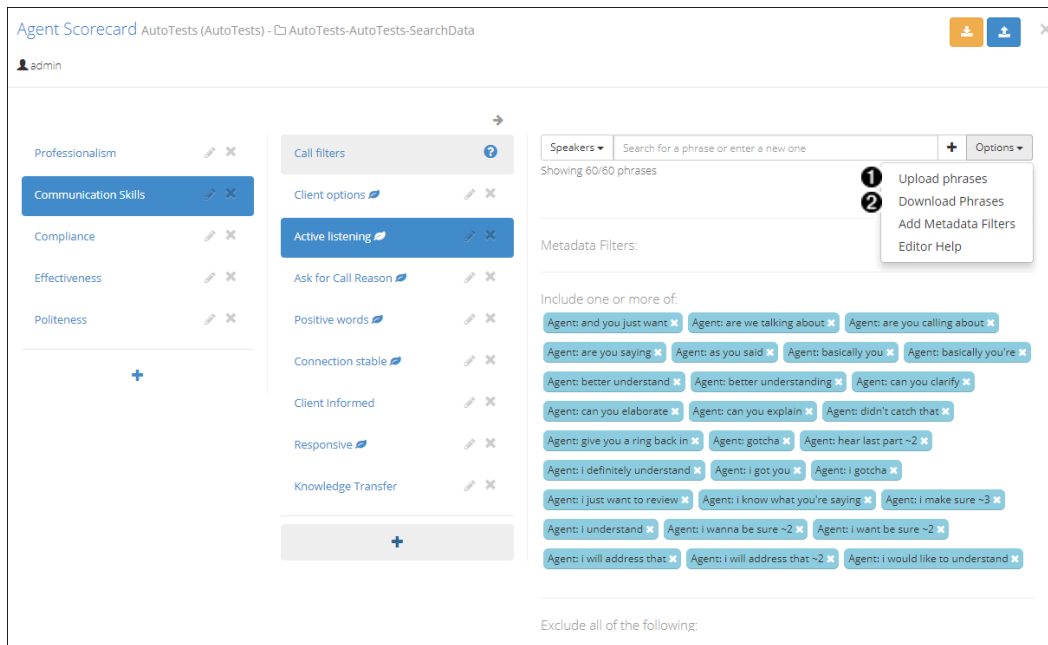 Agent Scorecard AutoTests (AutoTests) - AutoTests-AutoTests-SearchData
admin
Professionalism
Communication Skills
Compliance
Effectiveness
Politeness
Call filters
Client options
Active listening
Ask for Call Reason
Positive words
Connection stable
Client Informed
Responsive
Knowledge Transfer
Speakers Search for a phrase or enter a new one Options
Showing 60/60 phrases
1 Upload phrases
2 Download Phrases
Add Metadata Filters
Editor Help
Metadata Filters:
Include one or more of:
Agent: and you just want Agent: are we talking about Agent: are you calling about
Agent: are you saying Agent: as you said Agent: basically you Agent: basically you're
Agent: better understand Agent: better understanding Agent: can you clarify
Agent: can you elaborate Agent: can you explain Agent: didn't catch that
Agent: give you a ring back in Agent: gotcha Agent: hear last part ~2
Agent: i definitely understand Agent: i got you Agent: i gotcha
Agent: i just want to review Agent: i know what you're saying Agent: i make sure ~3
Agent: i understand Agent: i wanna be sure ~2 Agent: i want be sure ~2
Agent: i will address that Agent: i will address that ~2 Agent: i would like to understand
Exclude all of the following: